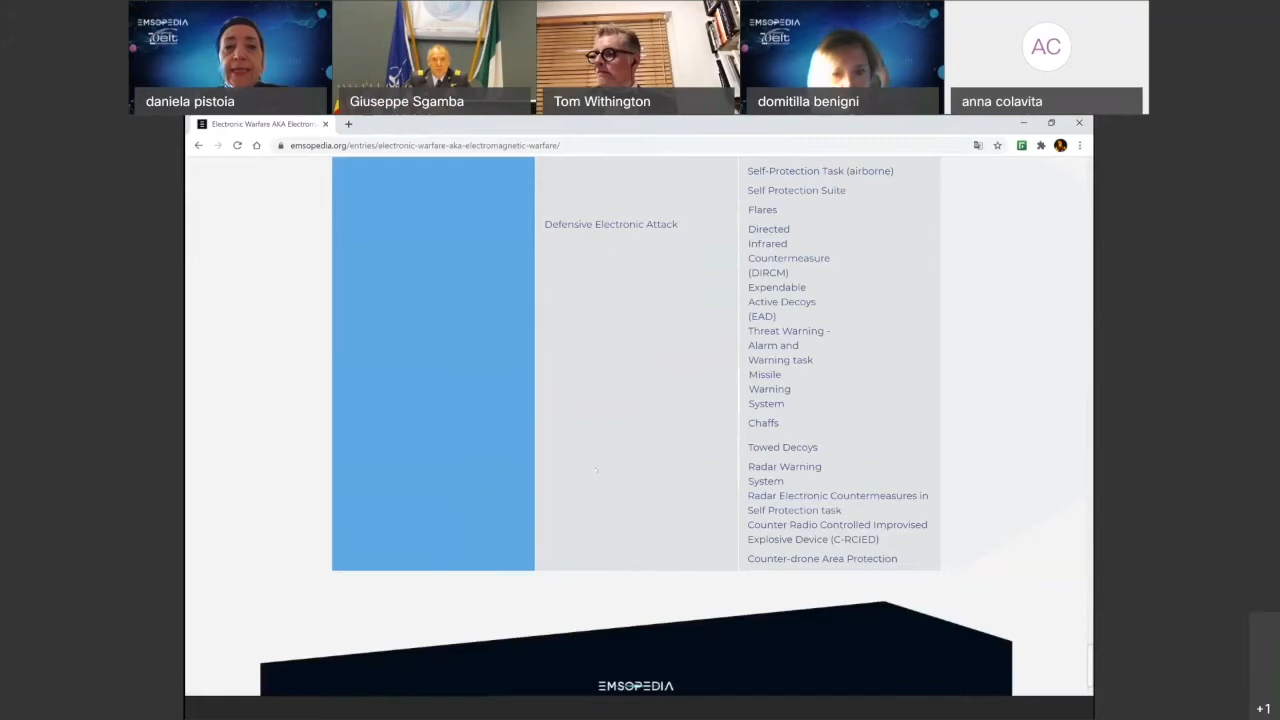 EMSOPEDIA
elt
EMSOPEDIA
elt
AC
daniela pistoia
Giuseppe Sgamba
Tom Withington
domitilla benigni
anna colavita
Electronic Warfare AKA Electrom
emsopedia.org/entries/electronic-warfare-aka-electromagnetic-warfare/
Self-Protection Task (airborne)
Self Protection Suite
Flares
Defensive Electronic Attack
Directed
Infrared
Countermeasure
(DIRCM)
Expendable
Active Decoys
(EAD)
Threat Warning -
Alarm and
Warning task
Missile
Warning
System
Chaffs
Towed Decoys
Radar Warning
System
Radar Electronic Countermeasures in
Self Protection task
Counter Radio Controlled Improvised
Explosive Device (C-RCIED)
Counter-drone Area Protection
EMSOPEDIA
+1